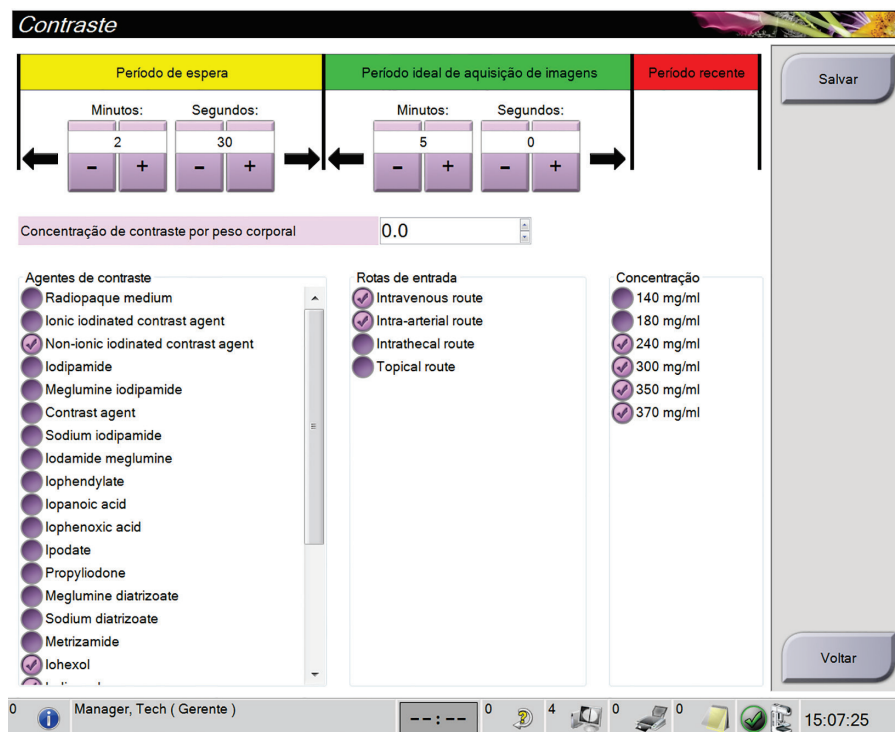 Contraste
Período de espera
Período ideal de aquisição de imagens
Período recente
Salvar
Minutos:
Segundos:
Minutos:
Segundos:
2
30
5
0
- + - + - + - +
Concentração de contraste por peso corporal
0.0
Agentes de contraste
Radiopaque medium
Ionic iodinated contrast agent
Non-ionic iodinated contrast agent
Iodipamide
Meglumine iodipamide
Contrast agent
Sodium iodipamide
Iodamide meglumine
Iophendylate
Iopanoic acid
Iophenoxic acid
Ipodate
Propyliodone
Meglumine diatrizoate
Sodium diatrizoate
Metrizamide
Iohexol
Rotas de entrada
Intravenous route
Intra-arterial route
Intrathecal route
Topical route
Concentração
140 mg/ml
180 mg/ml
240 mg/ml
300 mg/ml
350 mg/ml
370 mg/ml
Voltar
0
Manager, Tech ( Gerente )
--:--
0
4
0
0
15:07:25